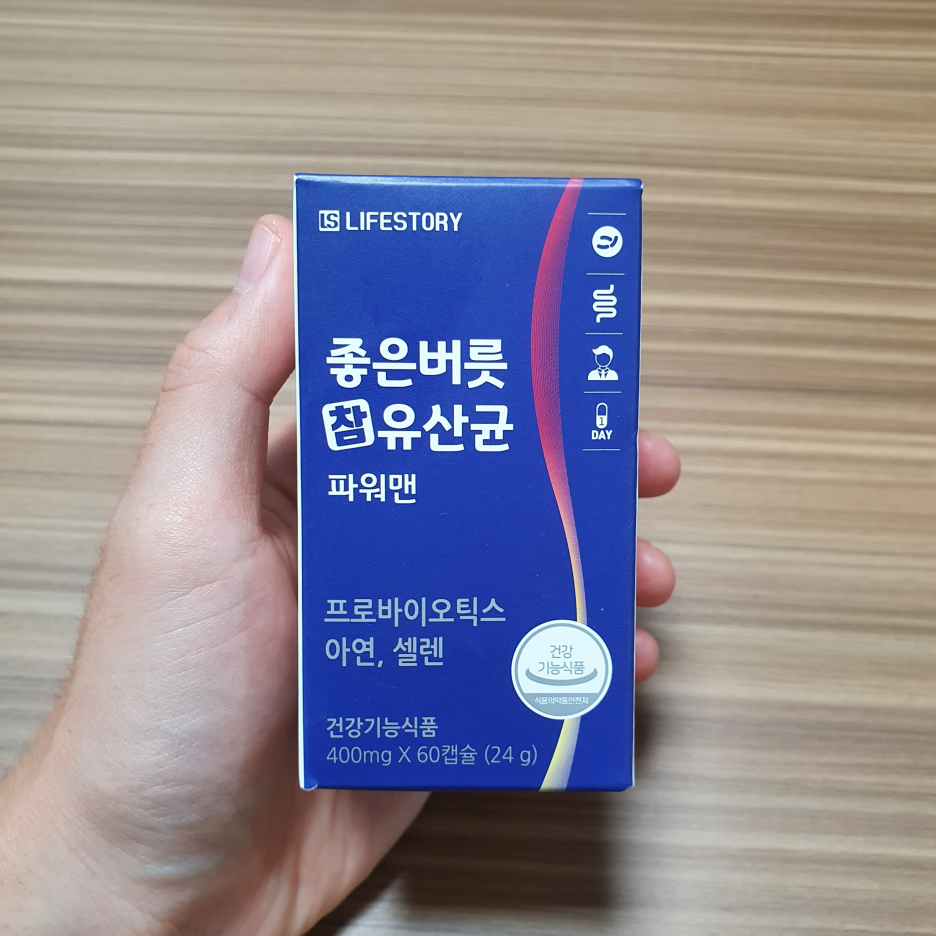 LS LIFESTORY
좋은버릇
참유산균
파워맨
1
DAY
프로바이오틱스
아연, 셀렌
건강
기능식품
식품의약품안전처
건강기능식품
400mg X 60캡슐 (24 g)